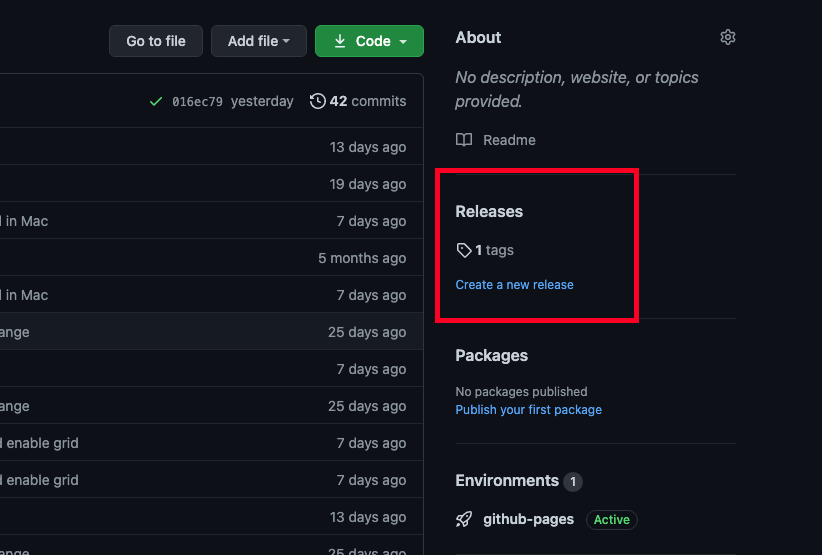 Go to file Add file Code
016ec79 yesterday 42 commits
13 days ago
19 days ago
in Mac 7 days ago
5 months ago
in Mac 7 days ago
ange 25 days ago
7 days ago
ange 25 days ago
d enable grid 7 days ago
d enable grid 7 days ago
13 days ago
ange 25 days ago
About
No description, website, or topics
provided.
Readme
Releases
1 tags
Create a new release
Packages
No packages published
Publish your first package
Environments 1
github-pages Active